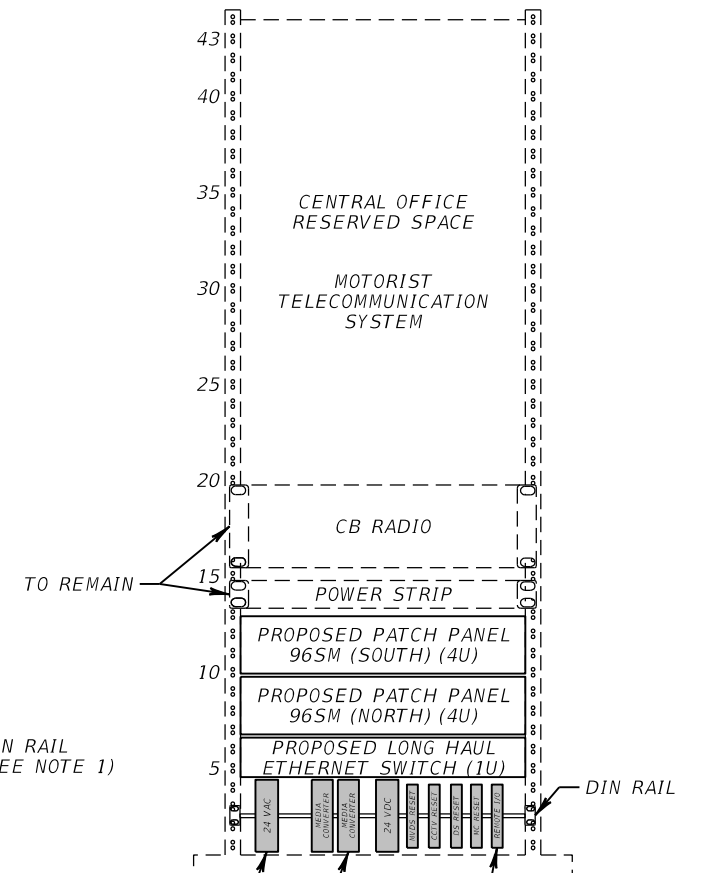 43
40
35
CENTRAL OFFICE
RESERVED SPACE
30
MOTORIST
TELECOMMUNICATION
SYSTEM
25
20
CB RADIO
TO REMAIN
15
POWER STRIP
PROPOSED PATCH PANEL
96SM (SOUTH) (4U)
10
PROPOSED PATCH PANEL
96SM (NORTH) (4U)
N RAIL
EE NOTE 1)
5
PROPOSED LONG HAUL
ETHERNET SWITCH (1U)
DIN RAIL
24 VAC
MEDIA
CONVERTER
MEDIA
CONVERTER
24 VDC
MVDS RESET
CCTV RESET
DS RESET
MC RESET
REMOTE I/O